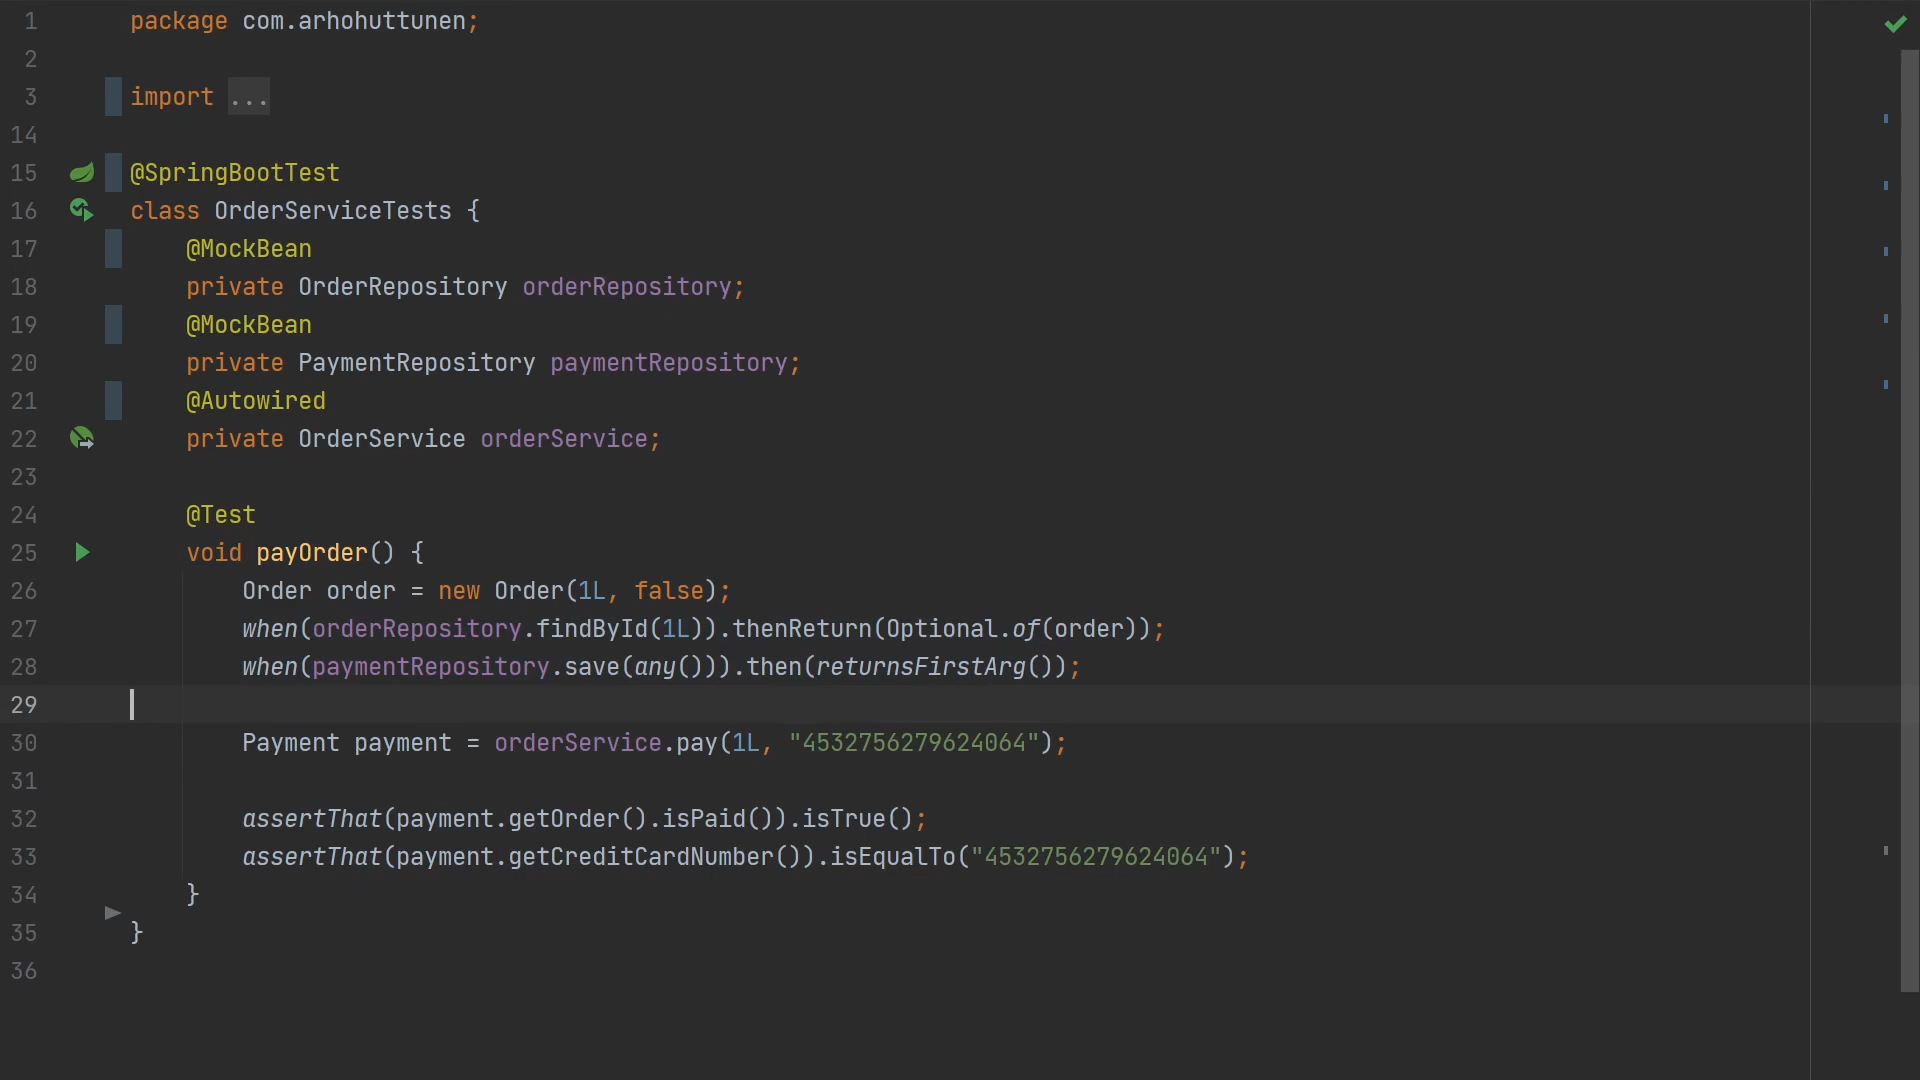 1 package com.arhohuttunen;
2
3 import ...
14
15 @SpringBootTest
16 class OrderServiceTests {
17     @MockBean
18     private OrderRepository orderRepository;
19     @MockBean
20     private PaymentRepository paymentRepository;
21     @Autowired
22     private OrderService orderService;
23
24     @Test
25     void payOrder() {
26         Order order = new Order(1L, false);
27         when(orderRepository.findById(1L)).thenReturn(Optional.of(order));
28         when(paymentRepository.save(any())).then(returnsFirstArg());
29
30         Payment payment = orderService.pay(1L, "4532756279624064");
31
32         assertThat(payment.getOrder().isPaid()).isTrue();
33         assertThat(payment.getCreditCardNumber()).isEqualTo("4532756279624064");
34     }
35 }
36